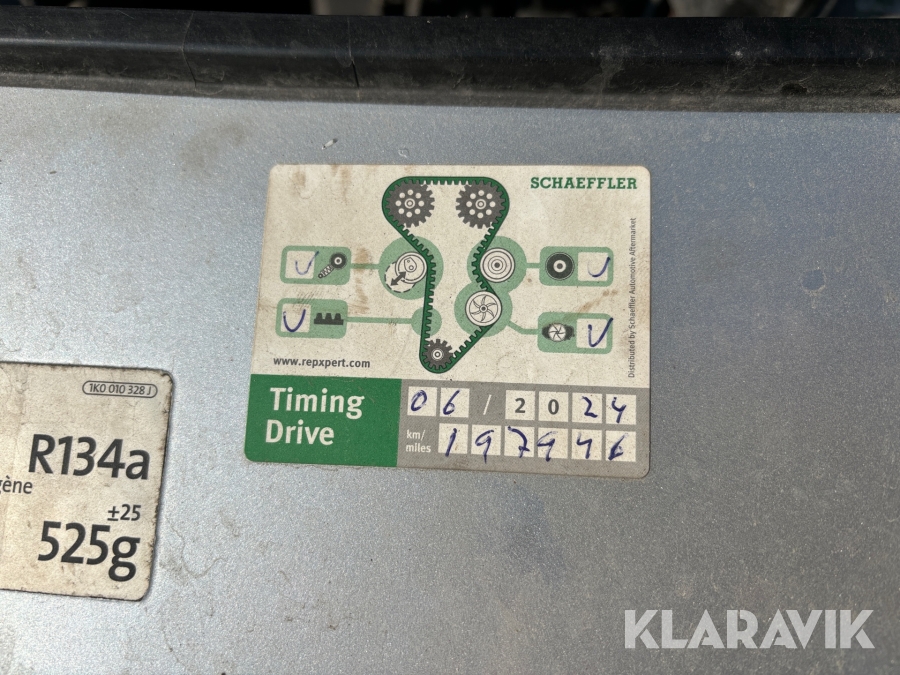 SCHAEFFLER
Distributed by Schaeffler Automotive Aftermarket
www.repxpert.com
Timing
Drive
06 / 2024
km/
miles
197946
1K0 010 328 J
R134a
gène
±25
525g
KLARAVIK